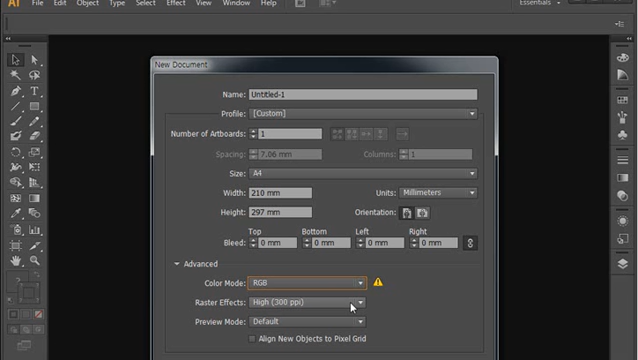 Ai File Edit Object Type Select Effect View Window Help Br Essentials
New Document
Name: Untitled-1
Profile: [Custom]
Number of Artboards: 1
Spacing: 7.06 mm Columns: 1
Size: A4
Width: 210 mm Units: Millimeters
Height: 297 mm Orientation:
Top Bottom Left Right
Bleed: 0 mm 0 mm 0 mm 0 mm
Advanced
Color Mode: RGB
Raster Effects: High (300 ppi)
Preview Mode: Default
Align New Objects to Pixel Grid